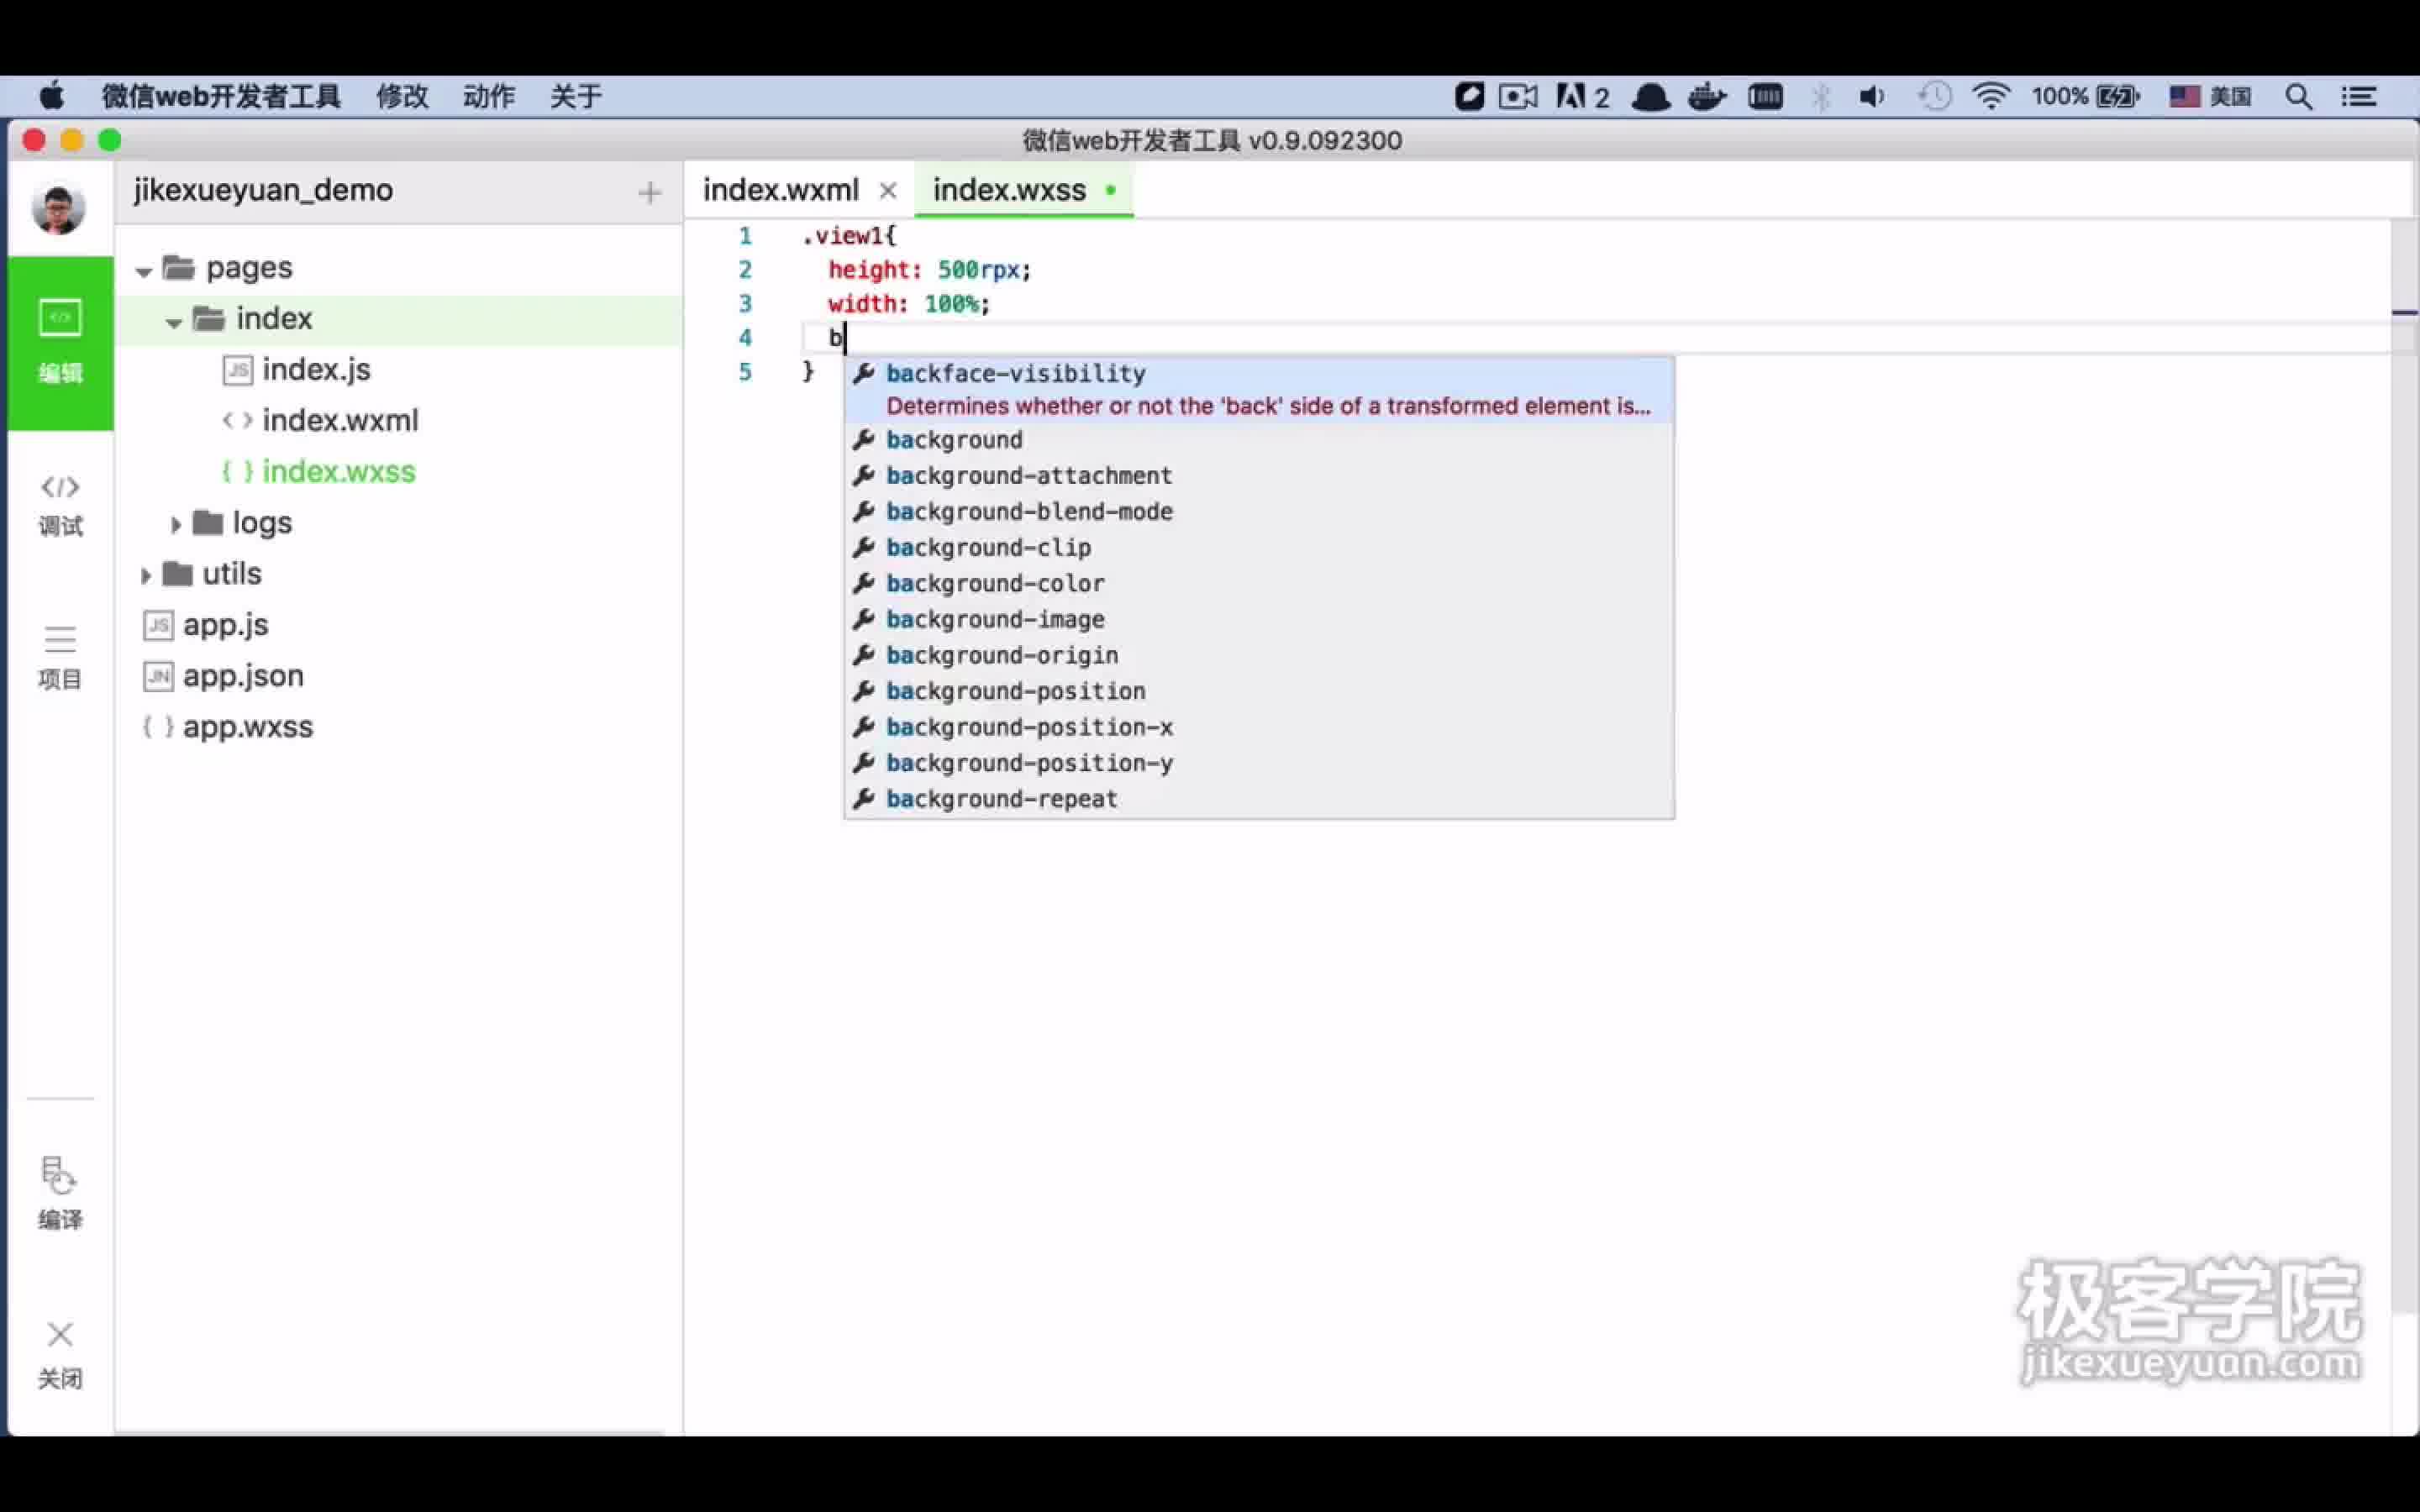 微信web开发者工具 修改 动作 关于 2 100% 美国
微信web开发者工具 v0.9.092300
jikexueyuan_demo +
index.wxml × index.wxss
编辑
调试
项目
编译
关闭
pages
index
JS index.js
< > index.wxml
{ } index.wxss
logs
utils
JS app.js
JN app.json
{ } app.wxss
1 .view1{
2 height: 500rpx;
3 width: 100%;
4 b
5 }
backface-visibility
Determines whether or not the 'back' side of a transformed element is...
background
background-attachment
background-blend-mode
background-clip
background-color
background-image
background-origin
background-position
background-position-x
background-position-y
background-repeat
极客学院
jikexueyuan.com